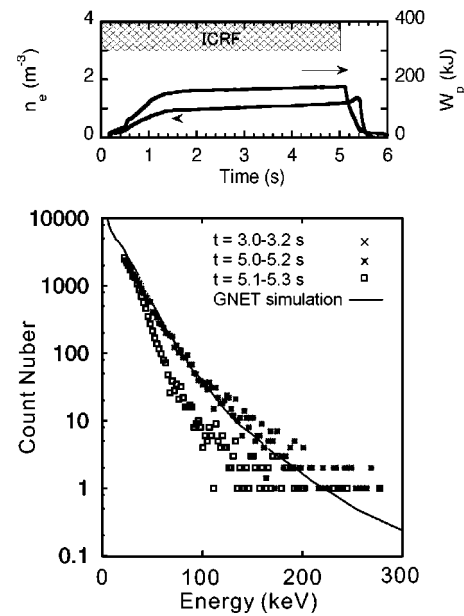 ICRF
n_e (m⁻³)
4
2
0
400
200
0
W_p (kJ)
0 1 2 3 4 5 6
Time (s)
10000
1000
100
10
1
0.1
Count Nuber
t = 3.0-3.2 s ×
t = 5.0-5.2 s ×
t = 5.1-5.3 s □
GNET simulation —
0 100 200 300
Energy (keV)